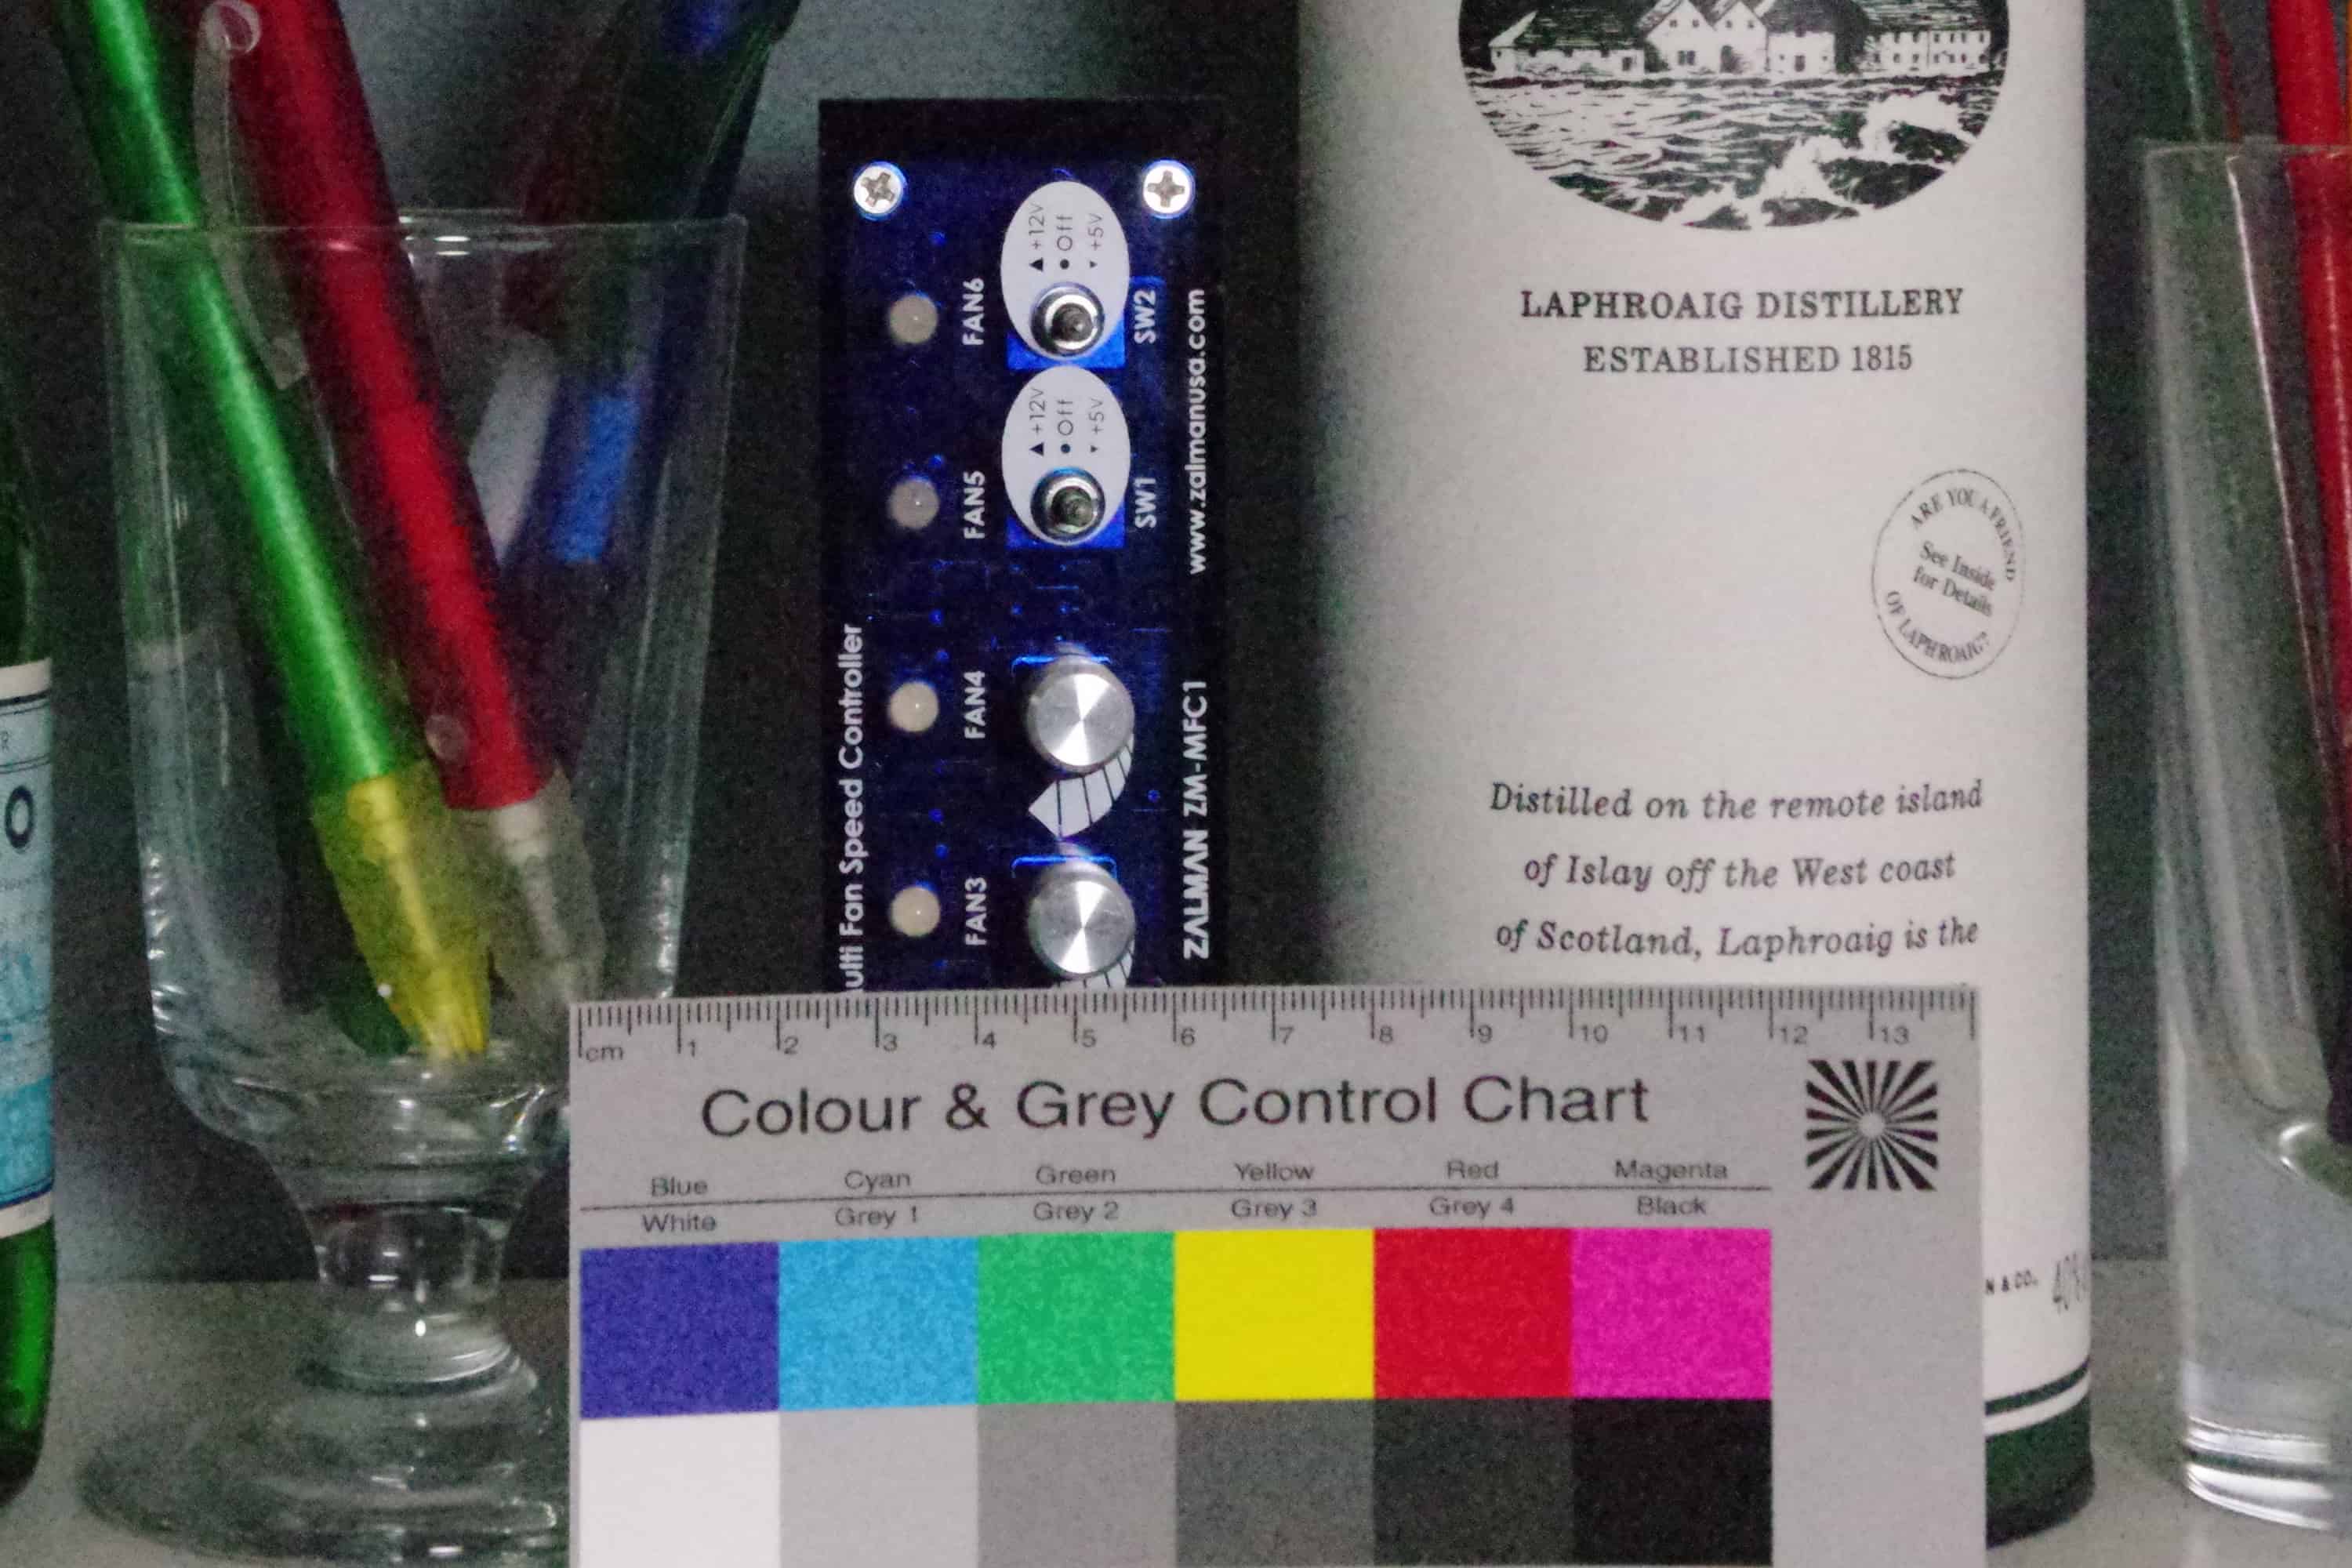 LAPHROAIG DISTILLERY
ESTABLISHED 1815
ARE YOU A FRIEND
See Inside
for Details
OF LAPHROAIG?
Distilled on the remote island
of Islay off the West coast
of Scotland, Laphroaig is the
N & CO.
▲ +12V
● Off
▼ +5V
FAN6
SW2
▲ +12V
● Off
▼ +5V
FAN5
SW1
FAN4
FAN3
ulti Fan Speed Controller
ZALMAN ZM-MFC1
www.zalmanusa.com
O
R
cm 1 2 3 4 5 6 7 8 9 10 11 12 13
Colour & Grey Control Chart
Blue Cyan Green Yellow Red Magenta
White Grey 1 Grey 2 Grey 3 Grey 4 Black